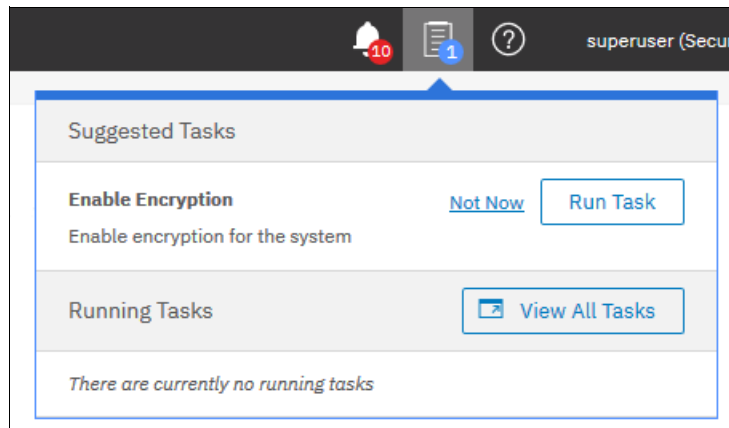 10
1
?
superuser (Secu
Suggested Tasks
Enable Encryption
Not Now
Run Task
Enable encryption for the system
Running Tasks
View All Tasks
There are currently no running tasks